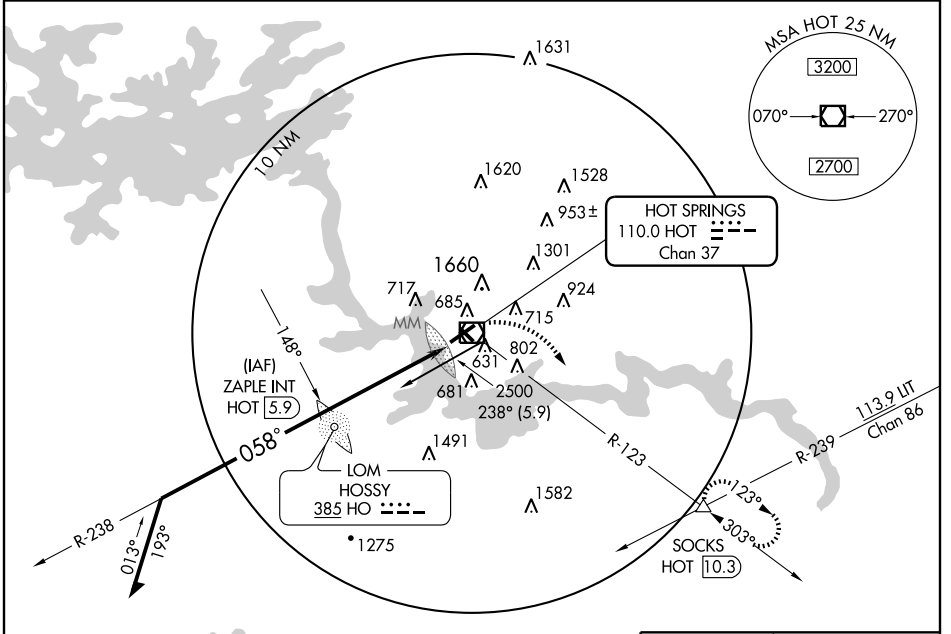 1631
MSA HOT 25 NM
3200
070°
270°
2700
10 NM
1620
1528
953±
HOT SPRINGS
110.0 HOT
Chan 37
1301
1660
717
685
924
715
MM
148°
631
802
(IAF)
ZAPLE INT
HOT 5.9
681
2500
238° (5.9)
113.9 LIT
Chan 86
058°
R-123
R-239
1491
LOM
HOSSY
385 HO
R-238
013°
193°
1275
1582
123°
303°
SOCKS
HOT 10.3